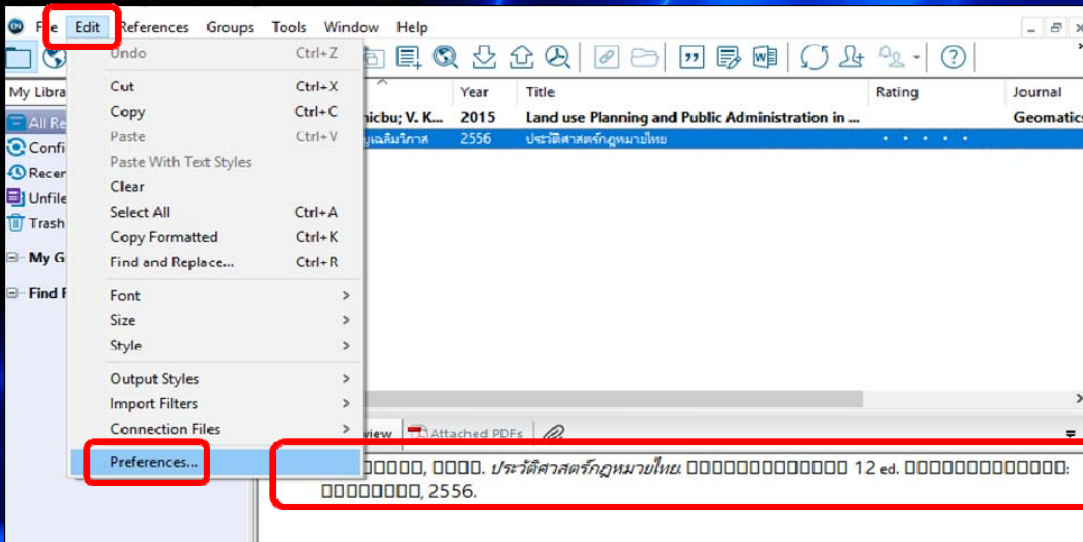 File Edit References Groups Tools Window Help
Undo Ctrl+Z
My Libra
Cut Ctrl+X
Year Title Rating Journal
Copy Ctrl+C
All Re
nichu; V. K... 2015 Land use Planning and Public Administration in ... Geomatics
Paste Ctrl+V
Confi
2556 ประวัติศาสตร์กฎหมายไทย
Paste With Text Styles
Recer
Clear
Unfile
Select All Ctrl+A
Trash
Copy Formatted Ctrl+K
My G
Find and Replace... Ctrl+R
Find F
Font >
Size >
Style >
Output Styles >
Import Filters >
Connection Files >
view Attached PDFs
Preferences...
□□□□□, □□□□. ประวัติศาสตร์กฎหมายไทย. □□□□□□□□□□□□□ 12 ed. □□□□□□□□□□□□□:
□□□□□□□□, 2556.